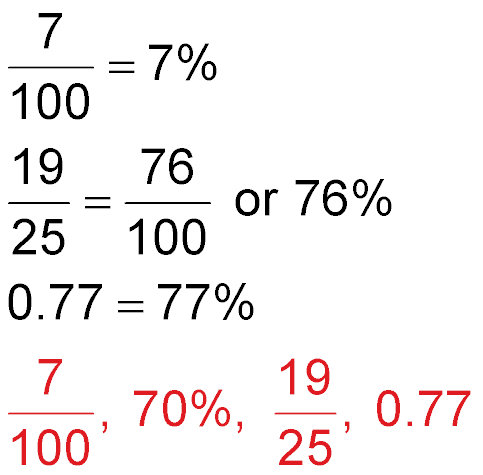 7/100 = 7%
19/25 = 76/100 or 76%
0.77 = 77%
7/100, 70%, 19/25, 0.77